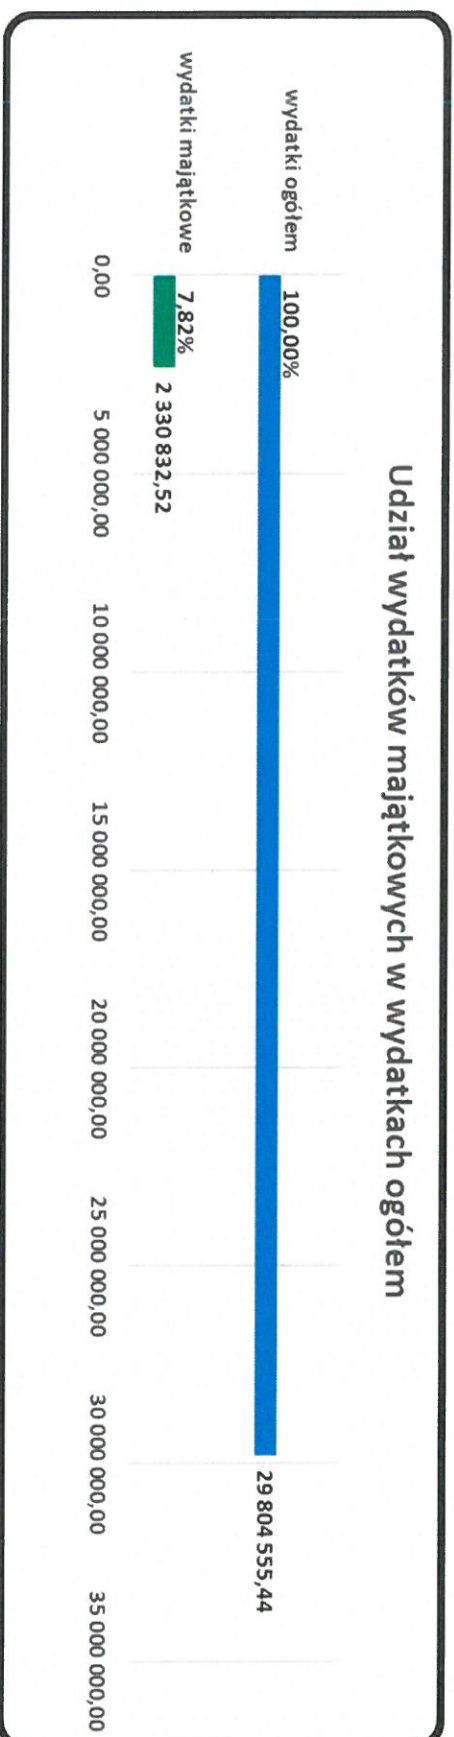 Udział wydatków majątkowych w wydatkach ogółem
wydatki ogółem
100,00%
29 804 555,44
wydatki majątkowe
7,82%
2 330 832,52
0,00
5 000 000,00
10 000 000,00
15 000 000,00
20 000 000,00
25 000 000,00
30 000 000,00
35 000 000,00